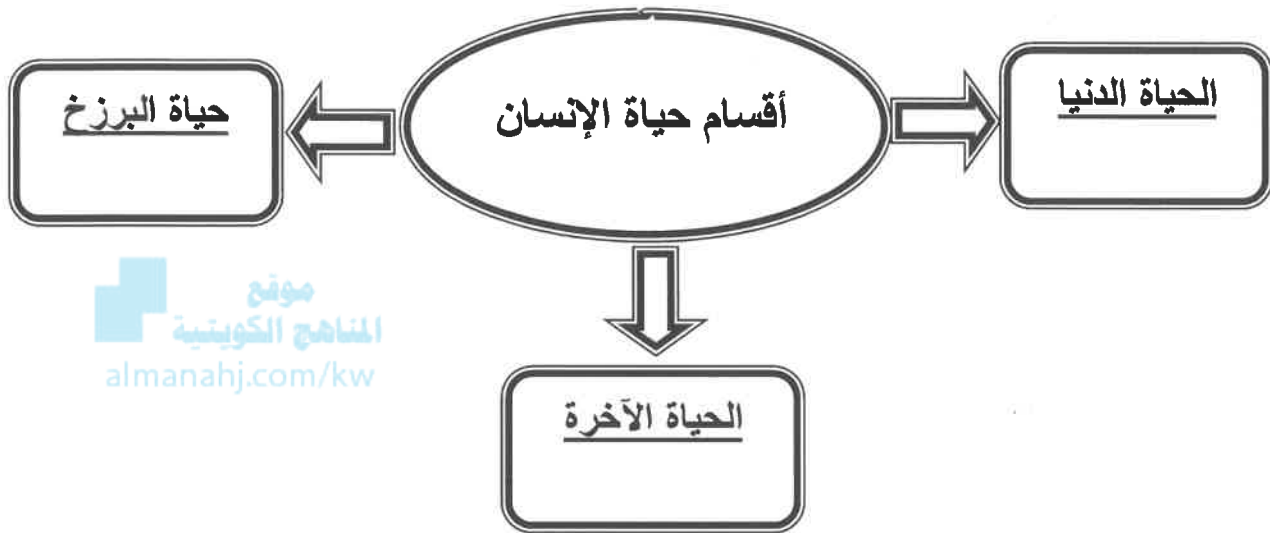 أقسام حياة الإنسان
الحياة الدنيا
حياة البرزخ
الحياة الآخرة
موقع
المناهج الكويتية
almanahj.com/kw